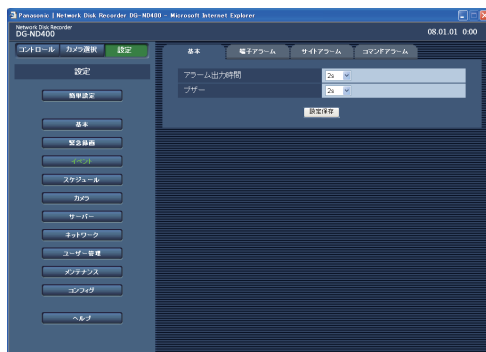 Panasonic | Network Disk Recorder DG-ND400 - Microsoft Internet Explorer
Network Disk Recorder
DG-ND400
08.01.01 0:00
コントロール カメラ選択 設定
基本 端子アラーム サイトアラーム コマンドアラーム
設定
アラーム出力時間 2s
ブザー 2s
設定保存
簡単設定
基本
緊急録画
イベント
スケジュール
カメラ
サーバー
ネットワーク
ユーザー管理
メンテナンス
コンフィグ
ヘルプ